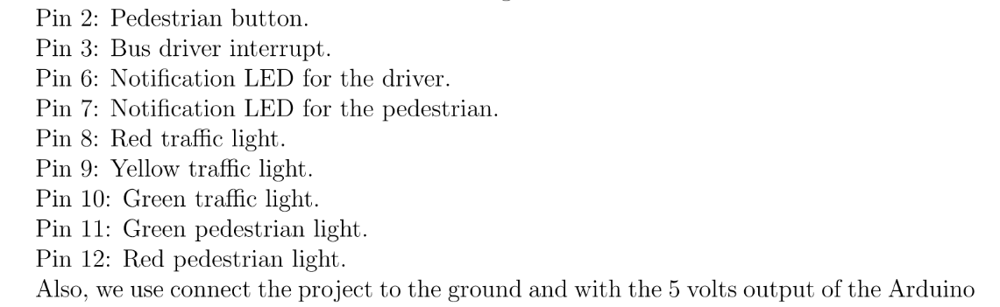 Pin 2: Pedestrian button.
Pin 3: Bus driver interrupt.
Pin 6: Notification LED for the driver.
Pin 7: Notification LED for the pedestrian.
Pin 8: Red traffic light.
Pin 9: Yellow traffic light.
Pin 10: Green traffic light.
Pin 11: Green pedestrian light.
Pin 12: Red pedestrian light.
Also, we use connect the project to the ground and with the 5 volts output of the Arduino